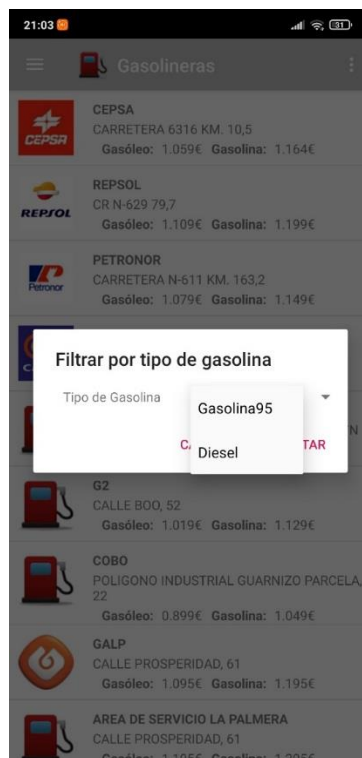 21:03
31
Gasolineras
CEPSA
CEPSA
CARRETERA 6316 KM. 10,5
Gasóleo: 1.059€ Gasolina: 1.164€
REPSOL
REPSOL
CR N-629 79,7
Gasóleo: 1.109€ Gasolina: 1.199€
Petronor
PETRONOR
CARRETERA N-611 KM. 163,2
Gasóleo: 1.079€ Gasolina: 1.149€
Filtrar por tipo de gasolina
Tipo de Gasolina
Gasolina95
Diesel
G2
CALLE BOO, 52
Gasóleo: 1.019€ Gasolina: 1.129€
COBO
POLIGONO INDUSTRIAL GUARNIZO PARCELA,
22
Gasóleo: 0.899€ Gasolina: 1.049€
GALP
CALLE PROSPERIDAD, 61
Gasóleo: 1.095€ Gasolina: 1.195€
AREA DE SERVICIO LA PALMERA
CALLE PROSPERIDAD, 61